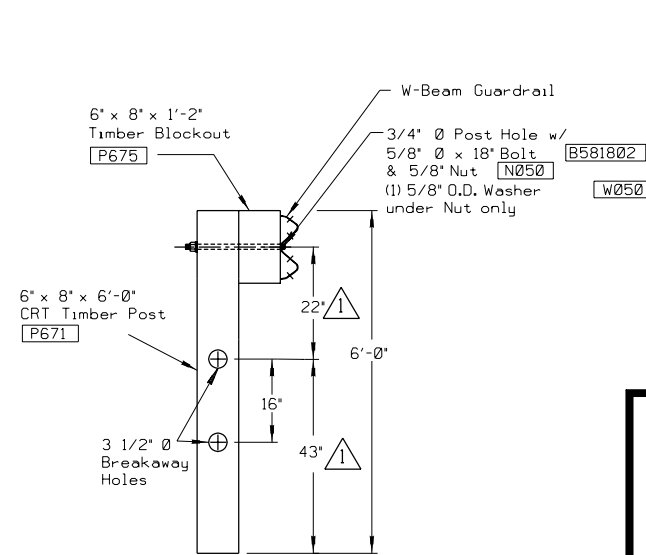 W-Beam Guardrail
6" x 8" x 1'-2"
Timber Blockout
P675
3/4" Ø Post Hole w/
5/8" Ø x 18" Bolt B581802
& 5/8" Nut N050
(1) 5/8" O.D. Washer W050
under Nut only
6" x 8" x 6'-0"
CRT Timber Post
P671
22" 1
6'-0"
16"
3 1/2" Ø
Breakaway
Holes
43" 1